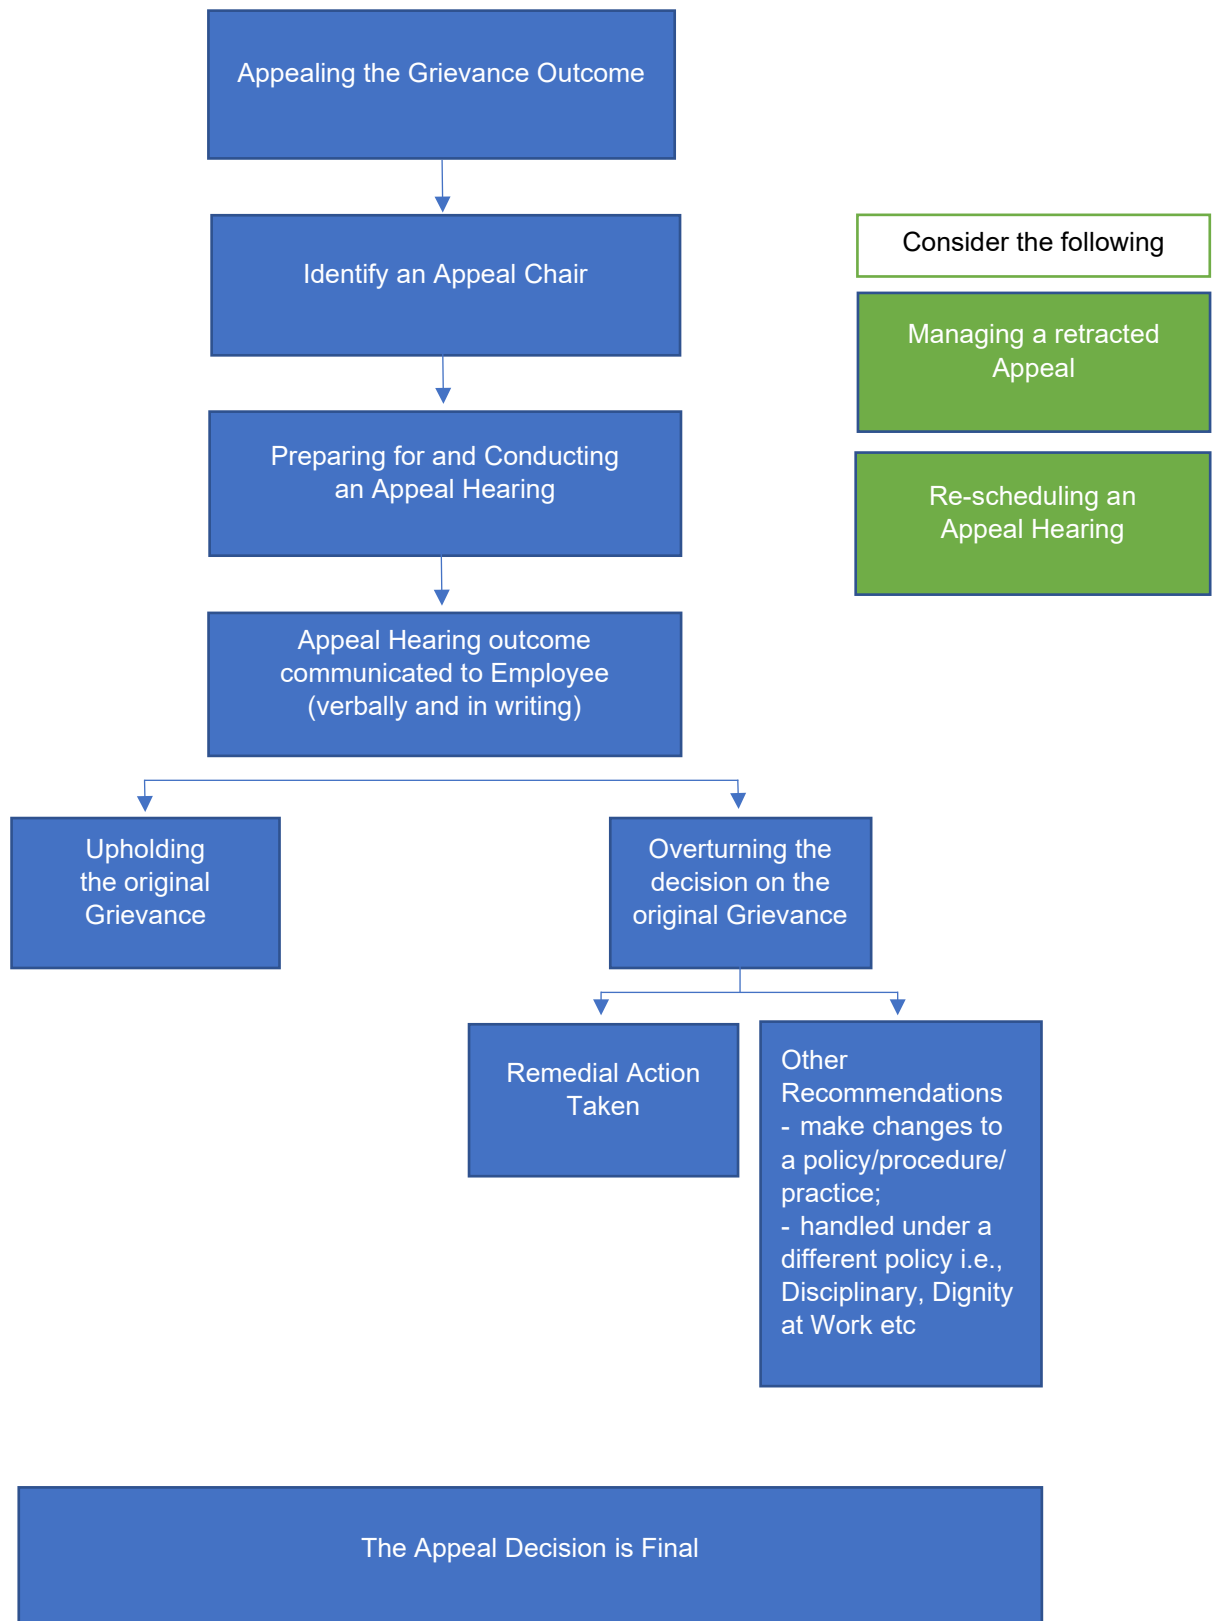 Appealing the Grievance Outcome
Identify an Appeal Chair
Consider the following
Managing a retracted
Appeal
Preparing for and Conducting
an Appeal Hearing
Re-scheduling an
Appeal Hearing
Appeal Hearing outcome
communicated to Employee
(verbally and in writing)
Upholding
the original
Grievance
Overturning the
decision on the
original Grievance
Remedial Action
Taken
Other
Recommendations
- make changes to
a policy/procedure/
practice;
- handled under a
different policy i.e.,
Disciplinary, Dignity
at Work etc
The Appeal Decision is Final